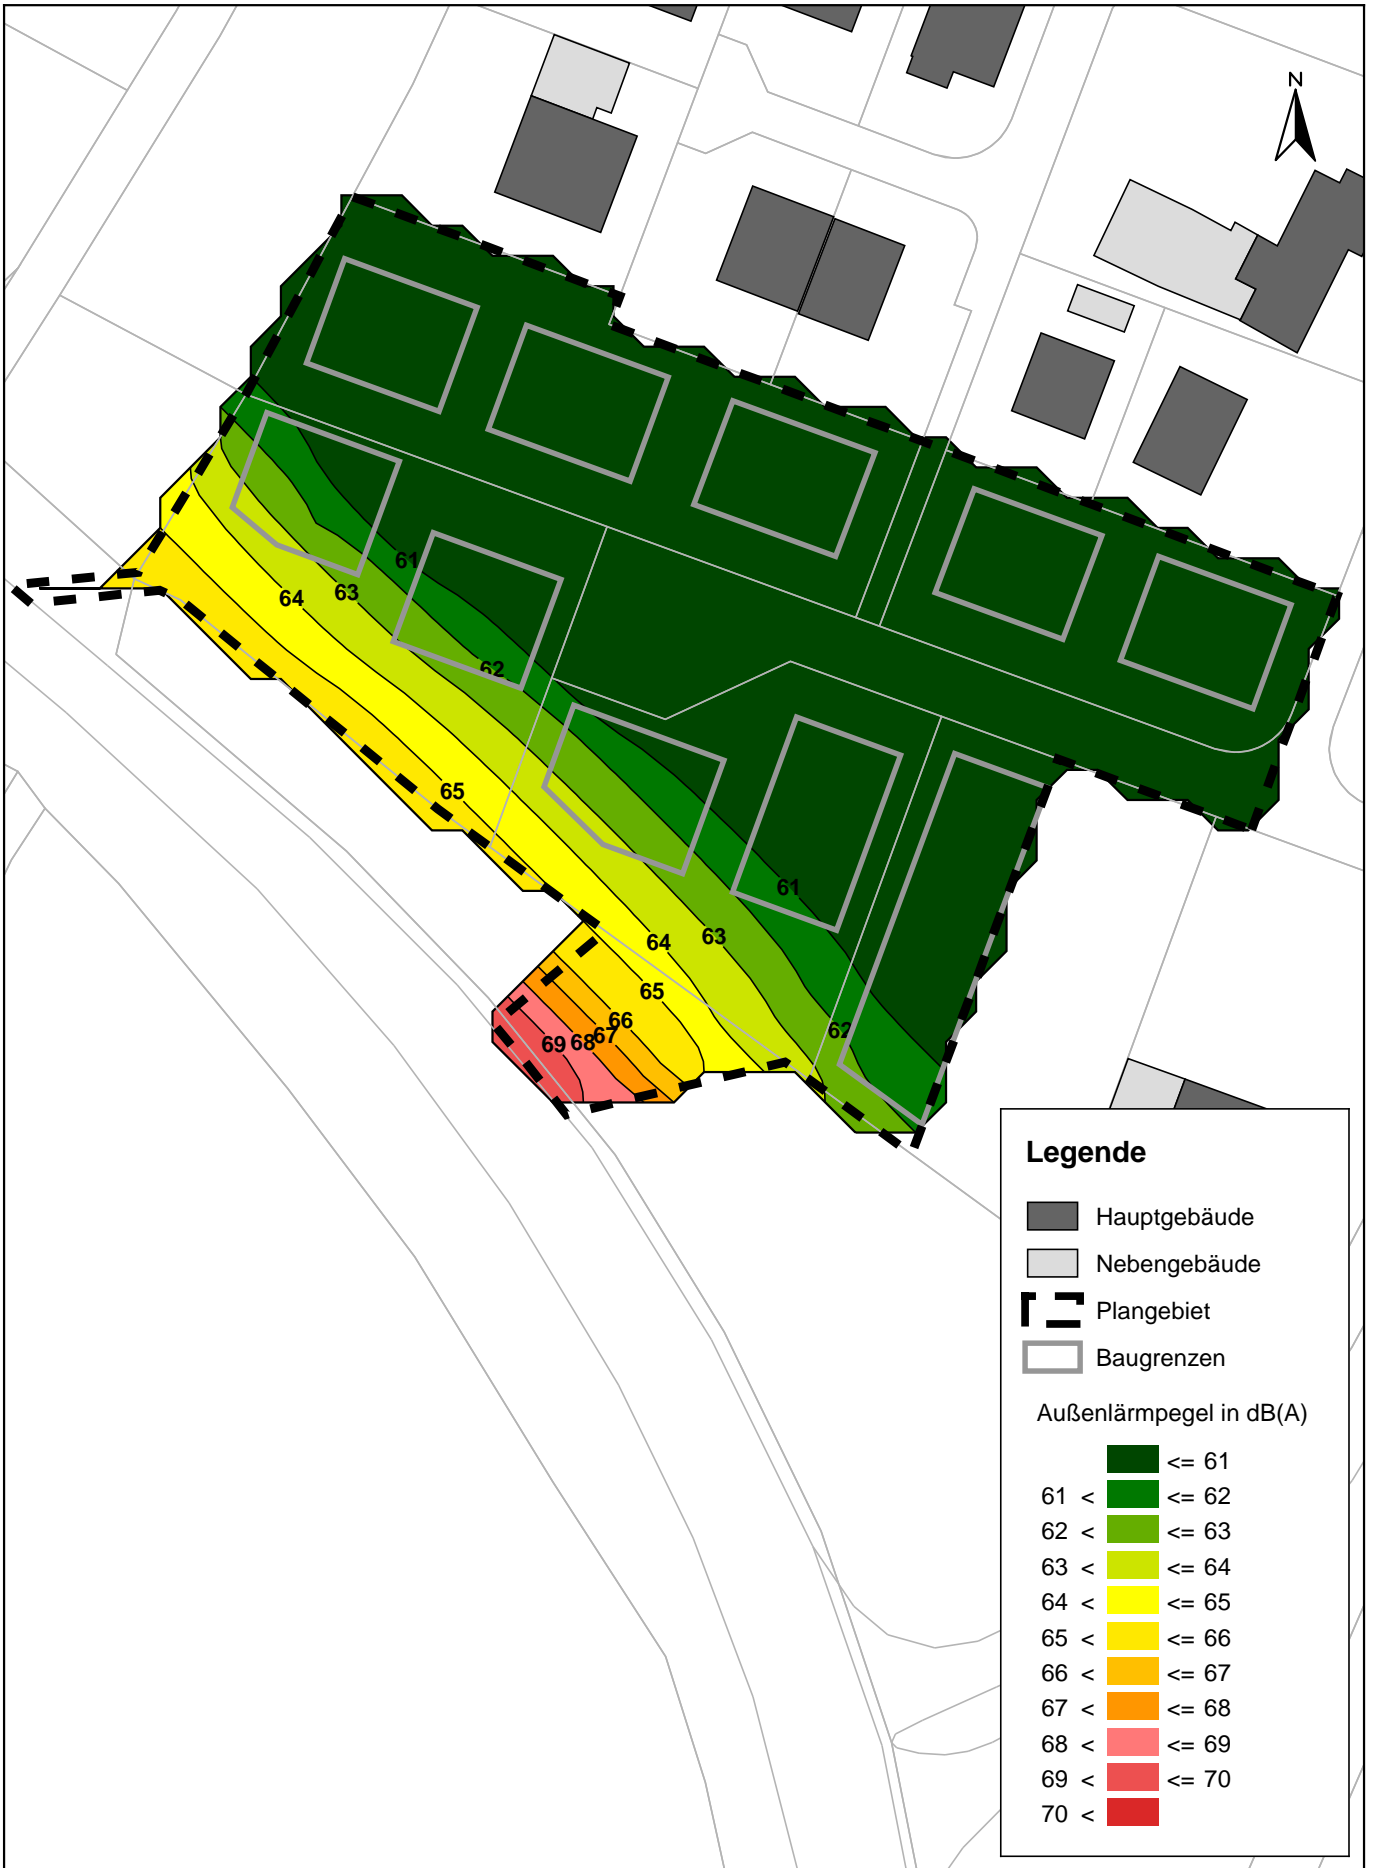 N
61
63
64
62
65
61
63
64
65
66
67
68
69
62
Legende
Hauptgebäude
Nebengebäude
Plangebiet
Baugrenzen
Außenlärmpegel in dB(A)
<= 61
61 < <= 62
62 < <= 63
63 < <= 64
64 < <= 65
65 < <= 66
66 < <= 67
67 < <= 68
68 < <= 69
69 < <= 70
70 <